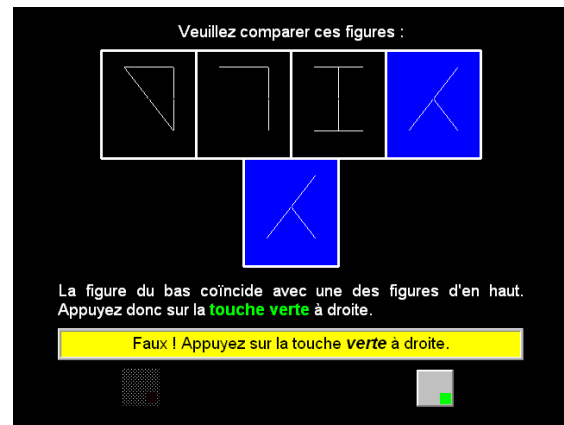 Veuillez comparer ces figures :
La figure du bas coïncide avec une des figures d'en haut.
Appuyez donc sur la touche verte à droite.
Faux ! Appuyez sur la touche verte à droite.